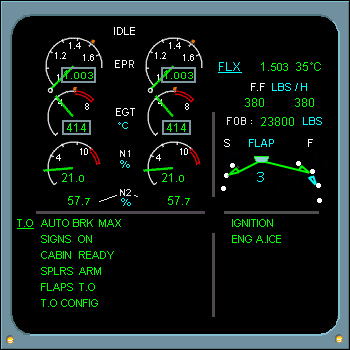 IDLE
1.4 1.4
1.2 1.6 1.2 1.6
EPR
1.003 1.003
FLX 1.503 35°C
F.F LBS/H
380 380
4 8 4 8
EGT
°C
414 414
FOB : 23800 LBS
S FLAP F
3
4 10 4 10
N1
%
21.0 21.0
N2
%
57.7 57.7
T.O AUTO BRK MAX
SIGNS ON
CABIN READY
SPLRS ARM
FLAPS T.O
T.O CONFIG
IGNITION
ENG A.ICE